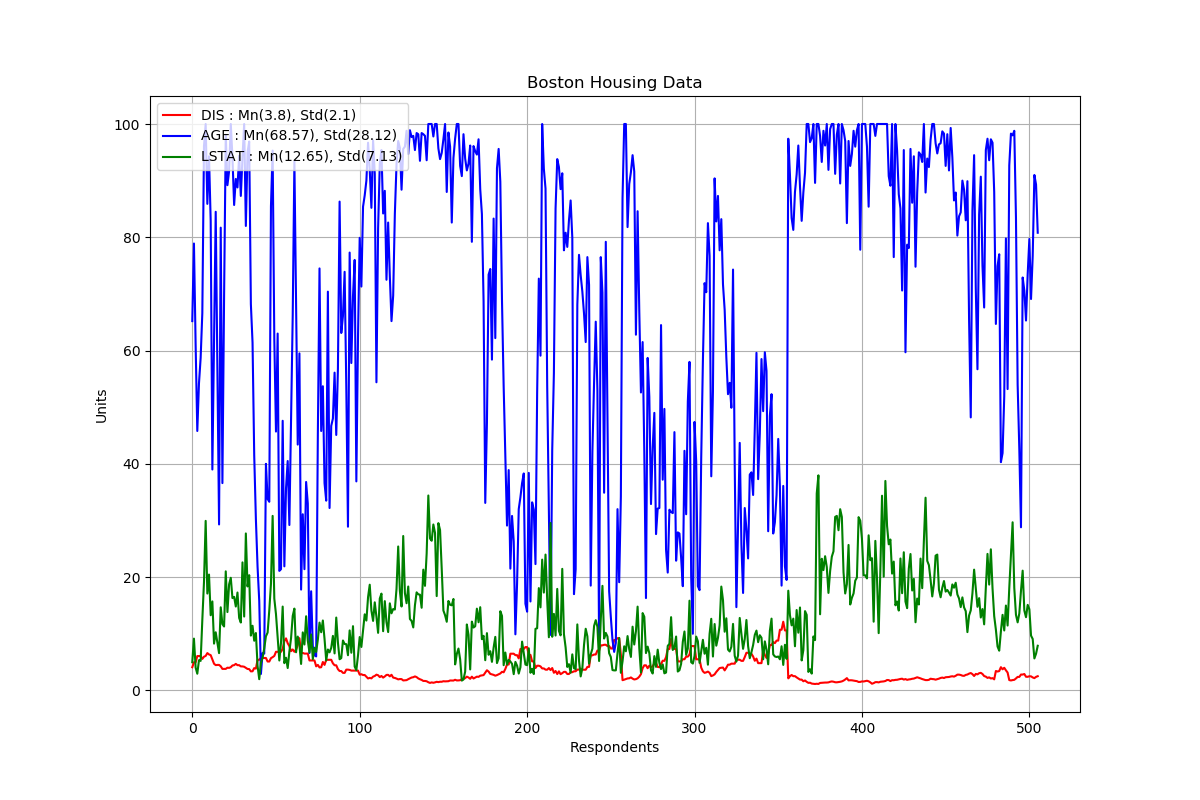 Boston Housing Data
DIS : Mn(3.8), Std(2.1)
AGE : Mn(68.57), Std(28.12)
LSTAT : Mn(12.65), Std(7.13)
100
80
60
40
20
0
Units
0 100 200 300 400 500
Respondents